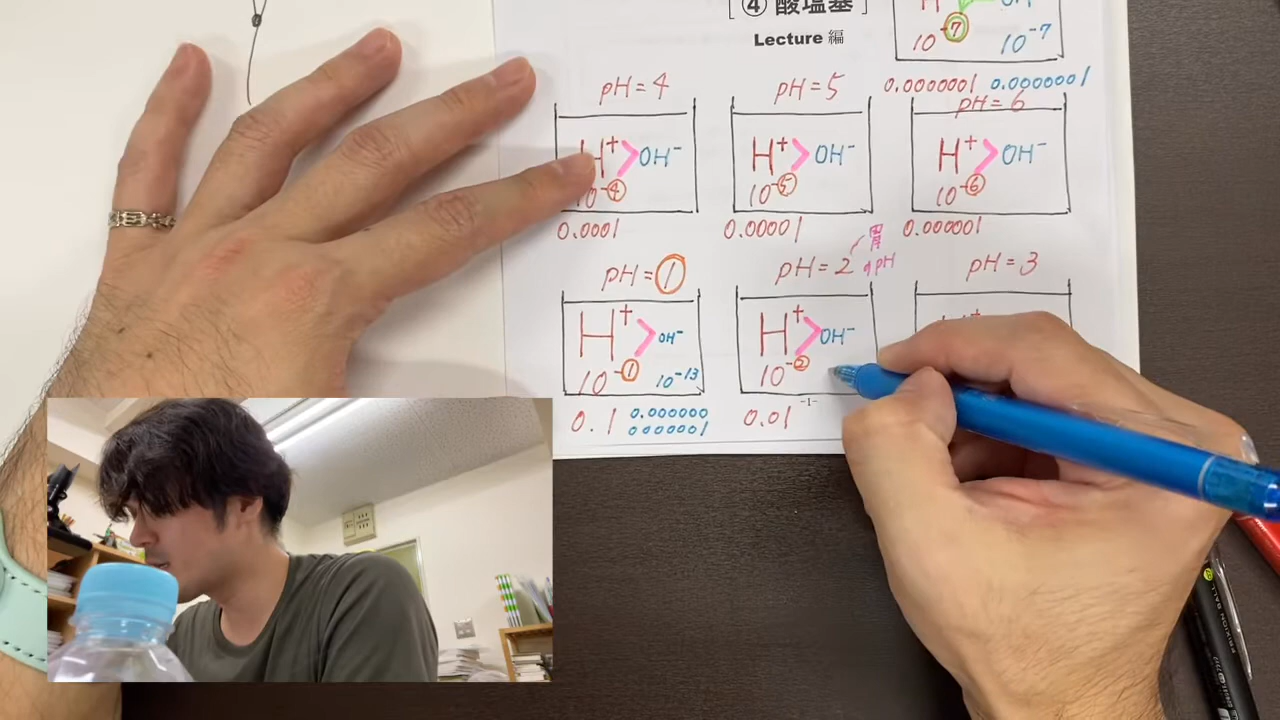 [④ 酸塩基]
Lecture 編
H⁺ OH⁻
10⁻⁷ 10⁻⁷
0.0000001 0.0000001
pH=4 pH=5 pH=6
H⁺>OH⁻ H⁺>OH⁻ H⁺>OH⁻
10⁻④ 10⁻⑤ 10⁻⑥
0.0001 0.00001 0.000001
胃
のpH
pH=① pH=2 pH=3
H⁺>OH⁻ H⁺>OH⁻
10⁻① 10⁻¹³ 10⁻②
-1-
0.1 0.000000 0.01
0000001